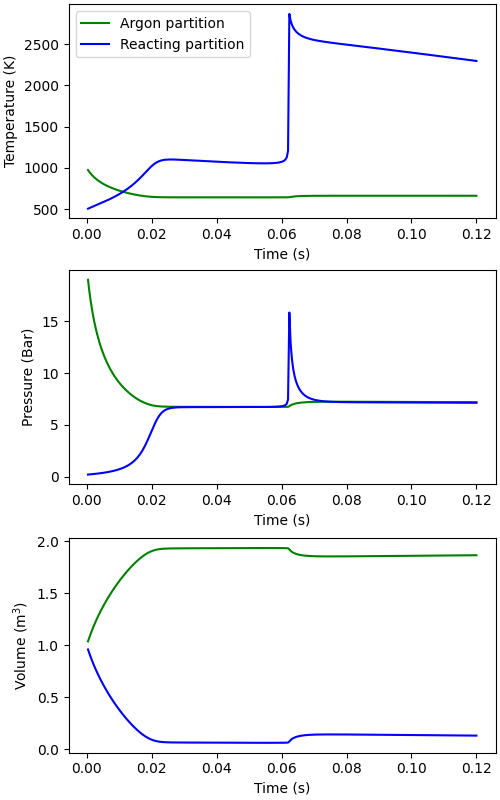 Argon partition
Reacting partition
Temperature (K)
2500
2000
1500
1000
500
0.00 0.02 0.04 0.06 0.08 0.10 0.12
Time (s)
Pressure (Bar)
15
10
5
0
0.00 0.02 0.04 0.06 0.08 0.10 0.12
Time (s)
Volume (m³)
2.0
1.5
1.0
0.5
0.0
0.00 0.02 0.04 0.06 0.08 0.10 0.12
Time (s)